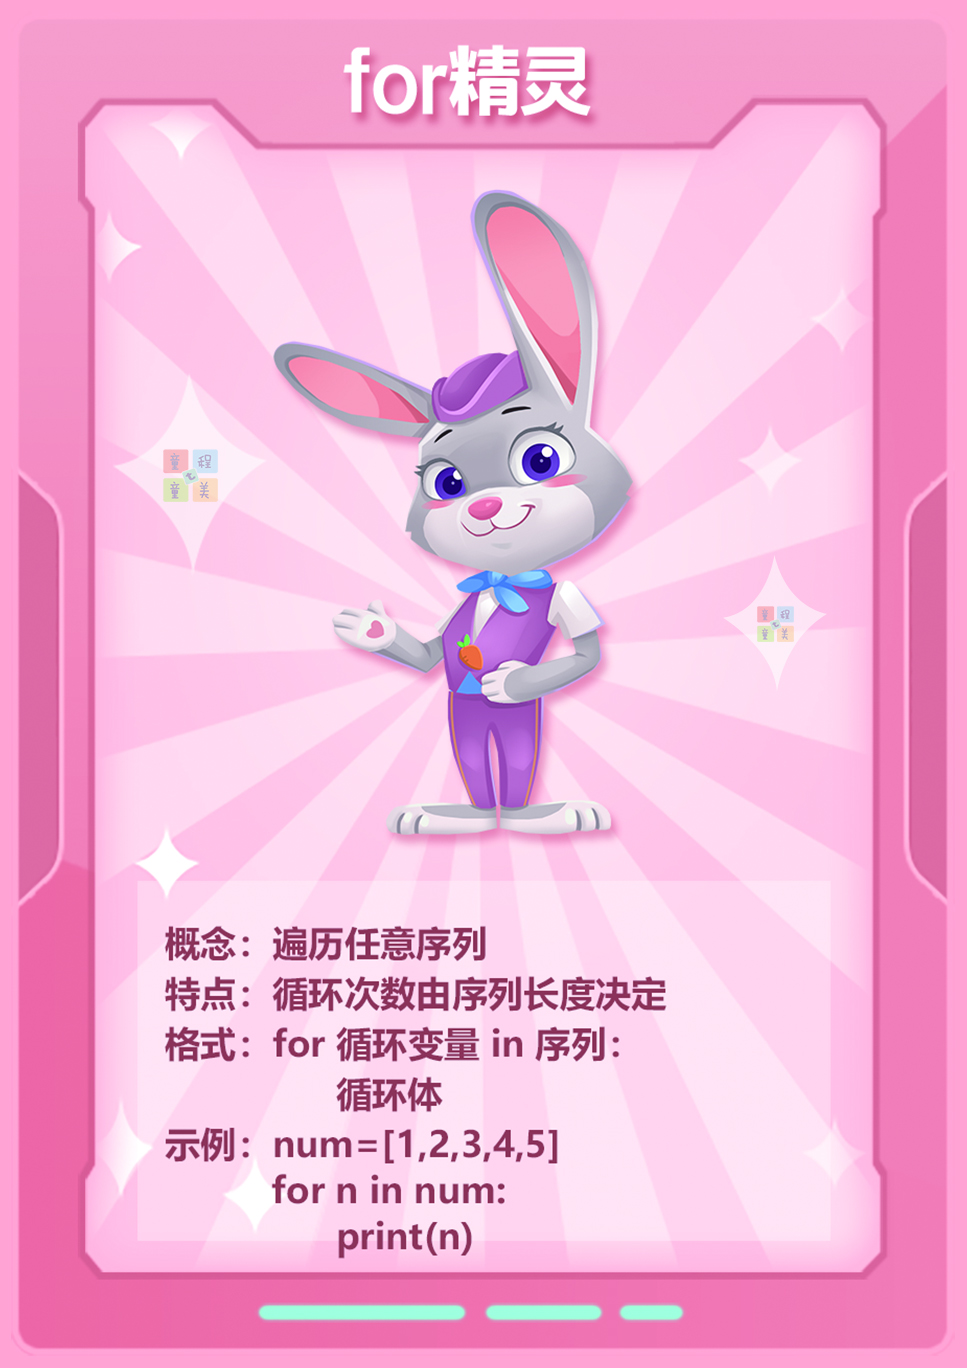 for精灵
童 程
童 美
童 程
童 美
概念：遍历任意序列
特点：循环次数由序列长度决定
格式：for 循环变量 in 序列：
循环体
示例：num=[1,2,3,4,5]
for n in num:
print(n)